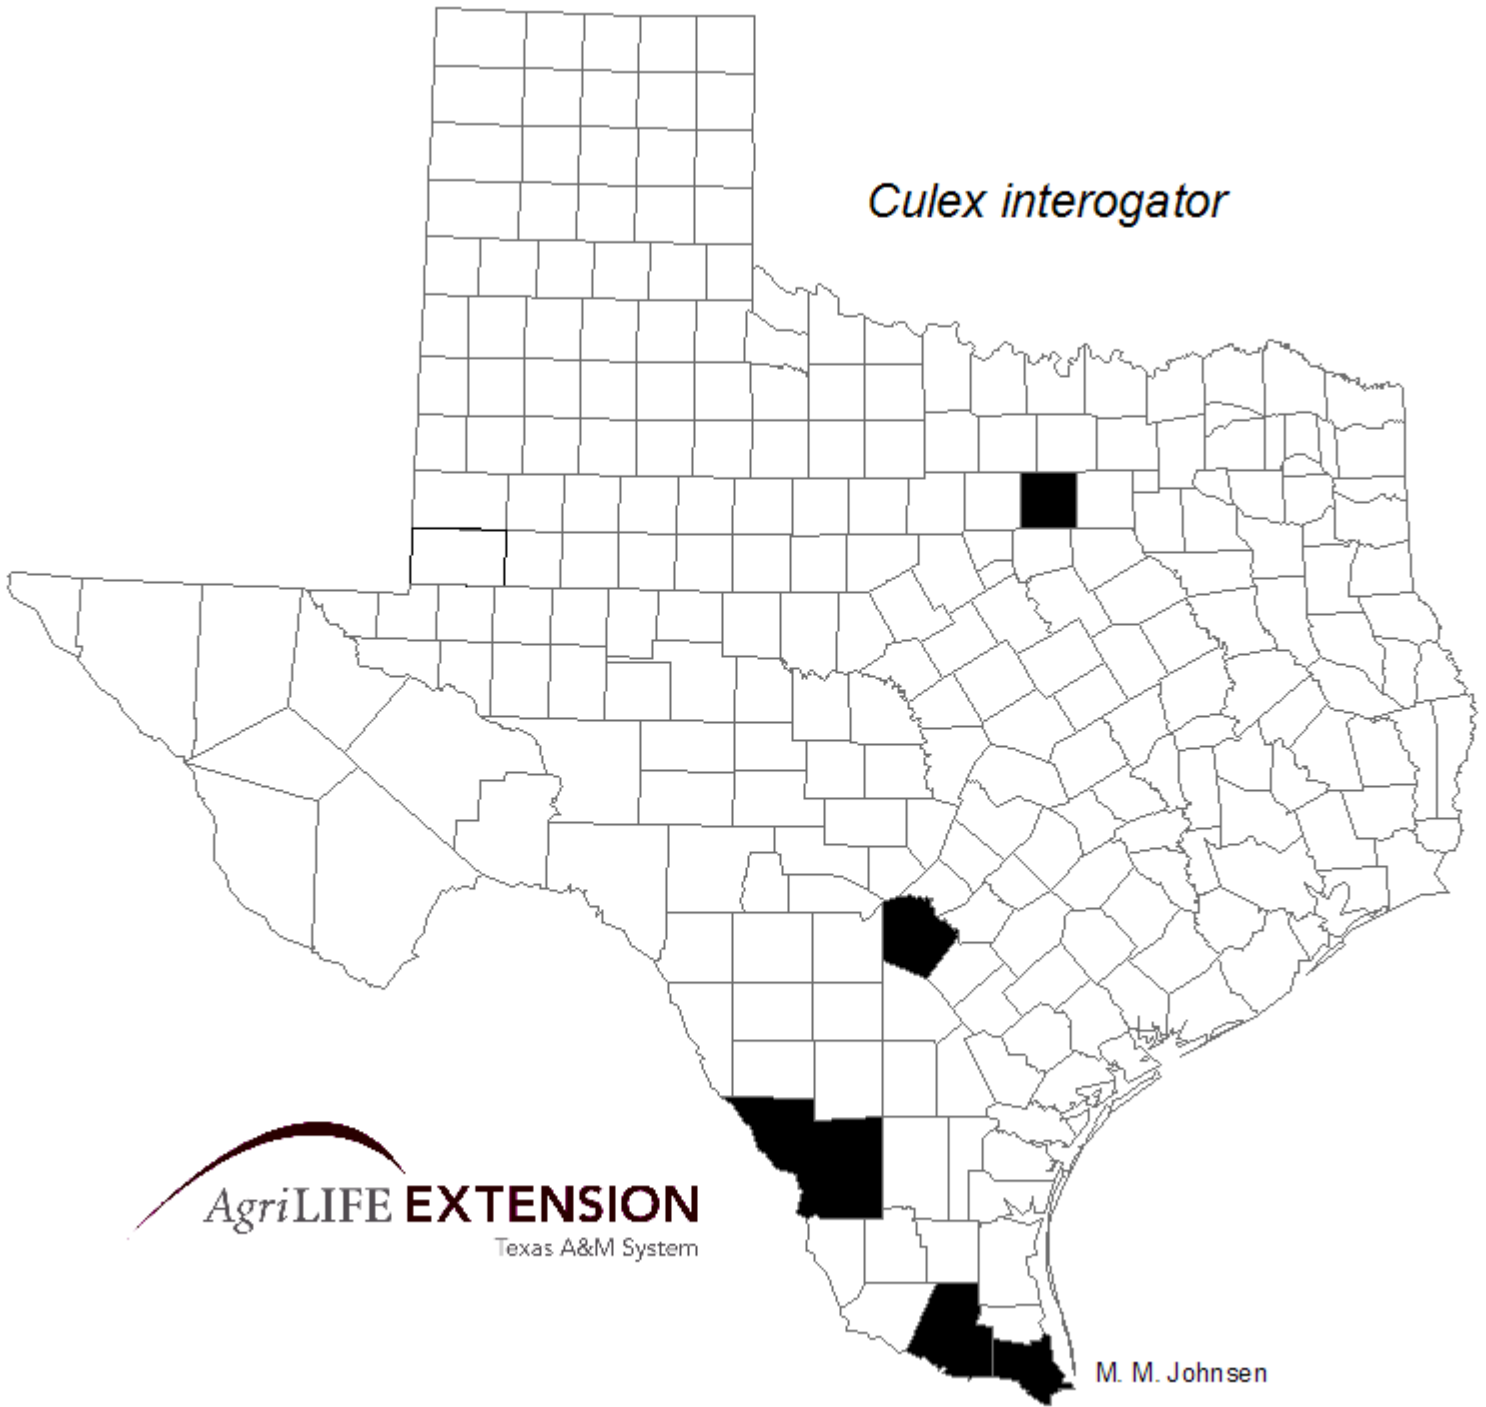 Culex interogator
AgriLIFE EXTENSION
Texas A&M System
M. M. Johnsen